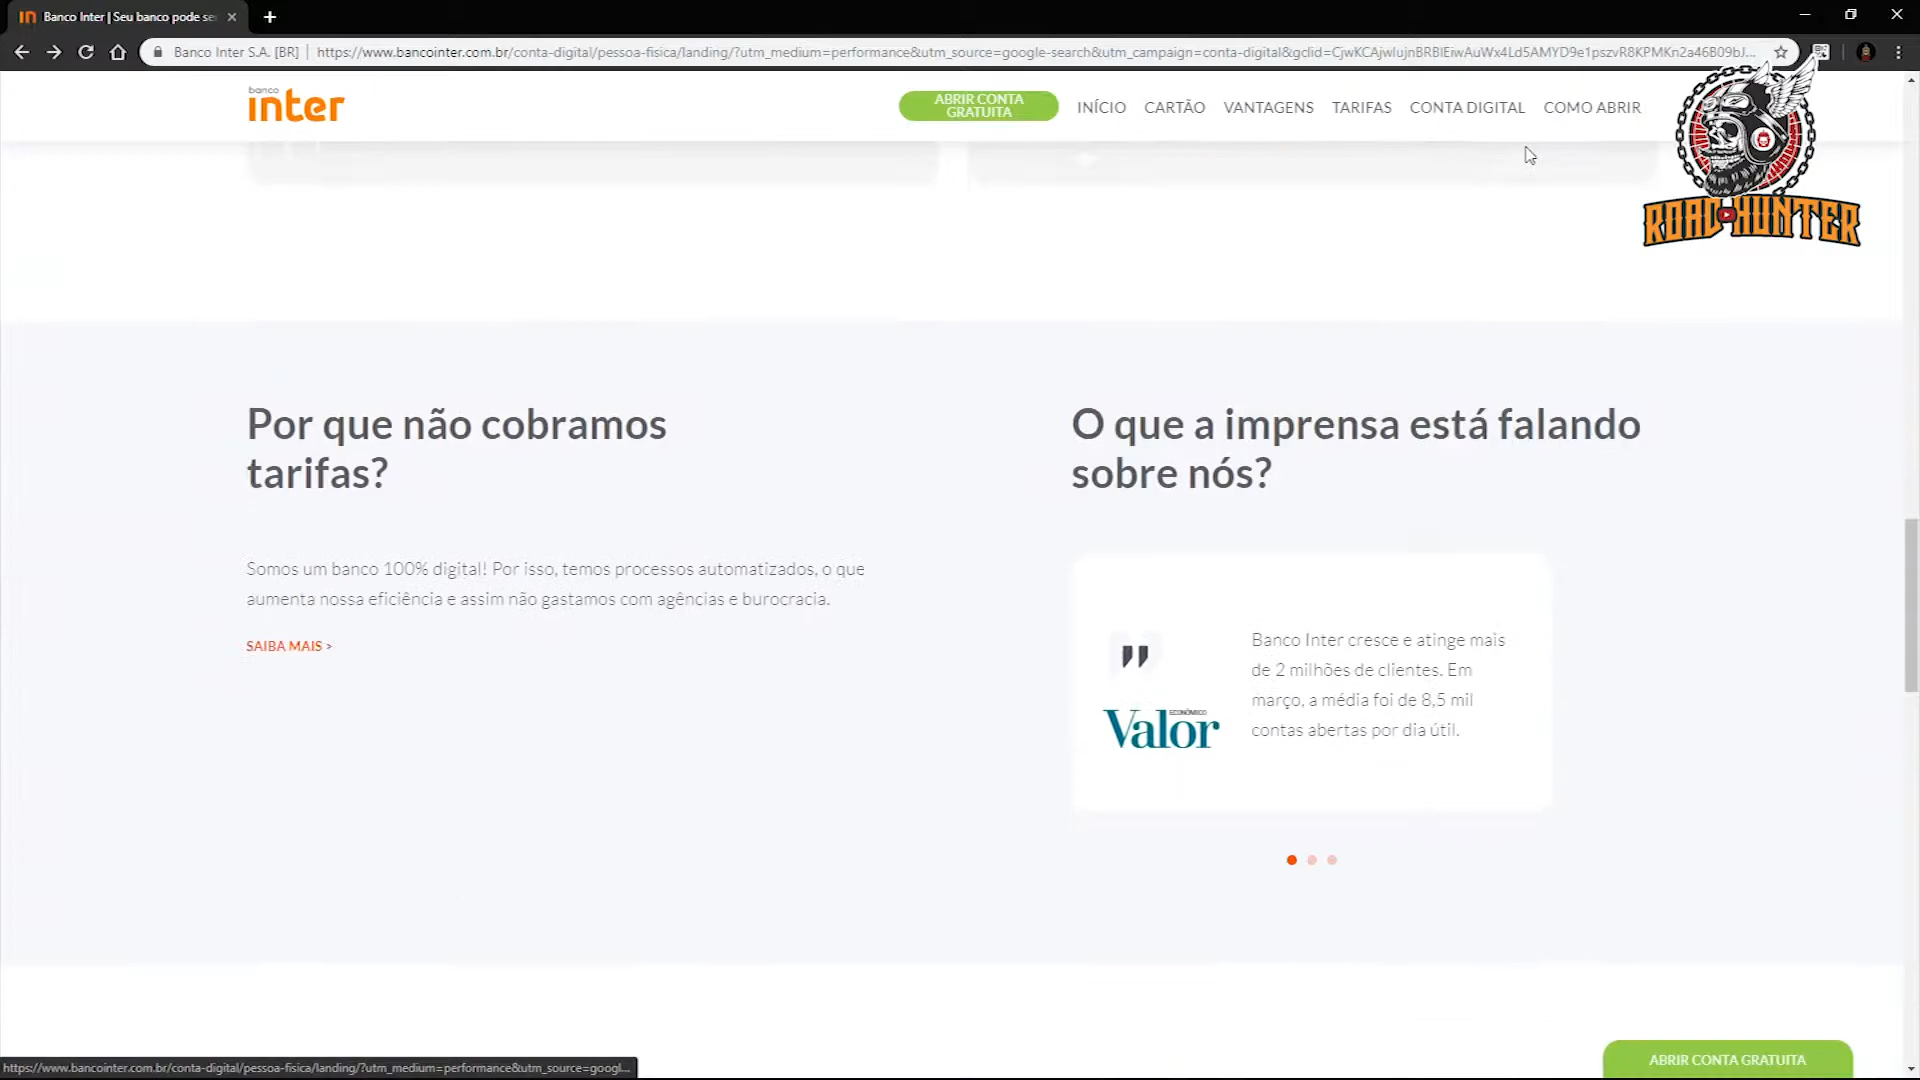 Banco Inter | Seu banco pode se
Banco Inter S.A. [BR]
https://www.bancointer.com.br/conta-digital/pessoa-fisica/landing/?utm_medium=performance&utm_source=google-search&utm_campaign=conta-digital&gclid=CjwKCAjwIujnBRBlEiwAuWx4Ld5AMYD9e1pszvR8KPMKn2a46B09bJ...
banco
inter
ABRIR CONTA
GRATUITA
INÍCIO
CARTÃO
VANTAGENS
TARIFAS
CONTA DIGITAL
COMO ABRIR
ROAD HUNTER
Por que não cobramos
tarifas?
Somos um banco 100% digital! Por isso, temos processos automatizados, o que
aumenta nossa eficiência e assim não gastamos com agências e burocracia.
SAIBA MAIS >
O que a imprensa está falando
sobre nós?
Valor
ECONÔMICO
Banco Inter cresce e atinge mais
de 2 milhões de clientes. Em
março, a média foi de 8,5 mil
contas abertas por dia útil.
ABRIR CONTA GRATUITA
https://www.bancointer.com.br/conta-digital/pessoa-fisica/landing/?utm_medium=performance&utm_source=googl...